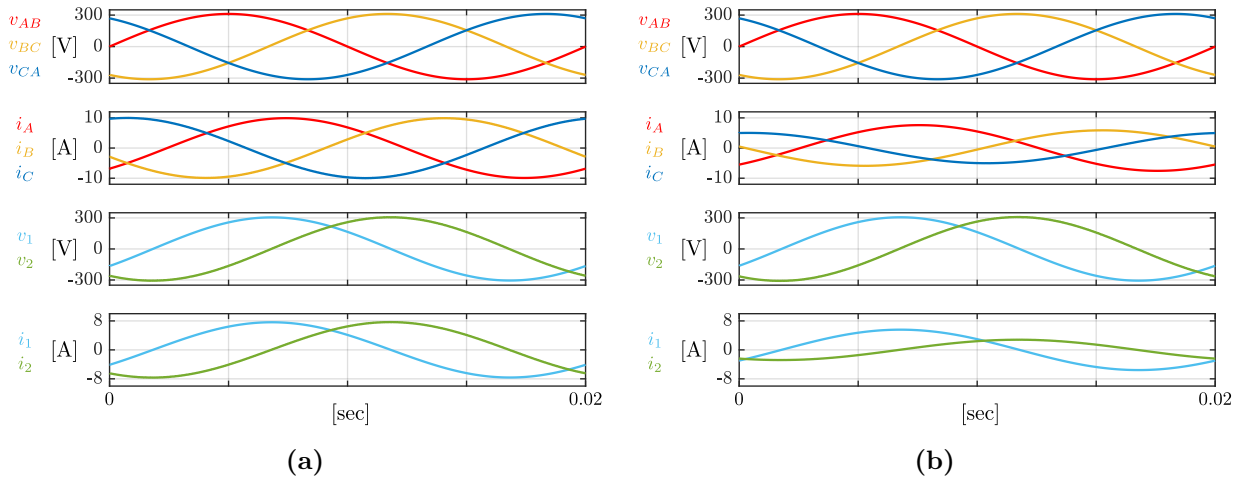 v_AB
v_BC [V]
v_CA
300
0
-300
i_A
i_B [A]
i_C
10
0
-10
v_1
v_2 [V]
300
0
-300
i_1
i_2 [A]
8
0
-8
0
0.02
[sec]
(a)
v_AB
v_BC [V]
v_CA
300
0
-300
i_A
i_B [A]
i_C
10
0
-10
v_1
v_2 [V]
300
0
-300
i_1
i_2 [A]
8
0
-8
0
0.02
[sec]
(b)